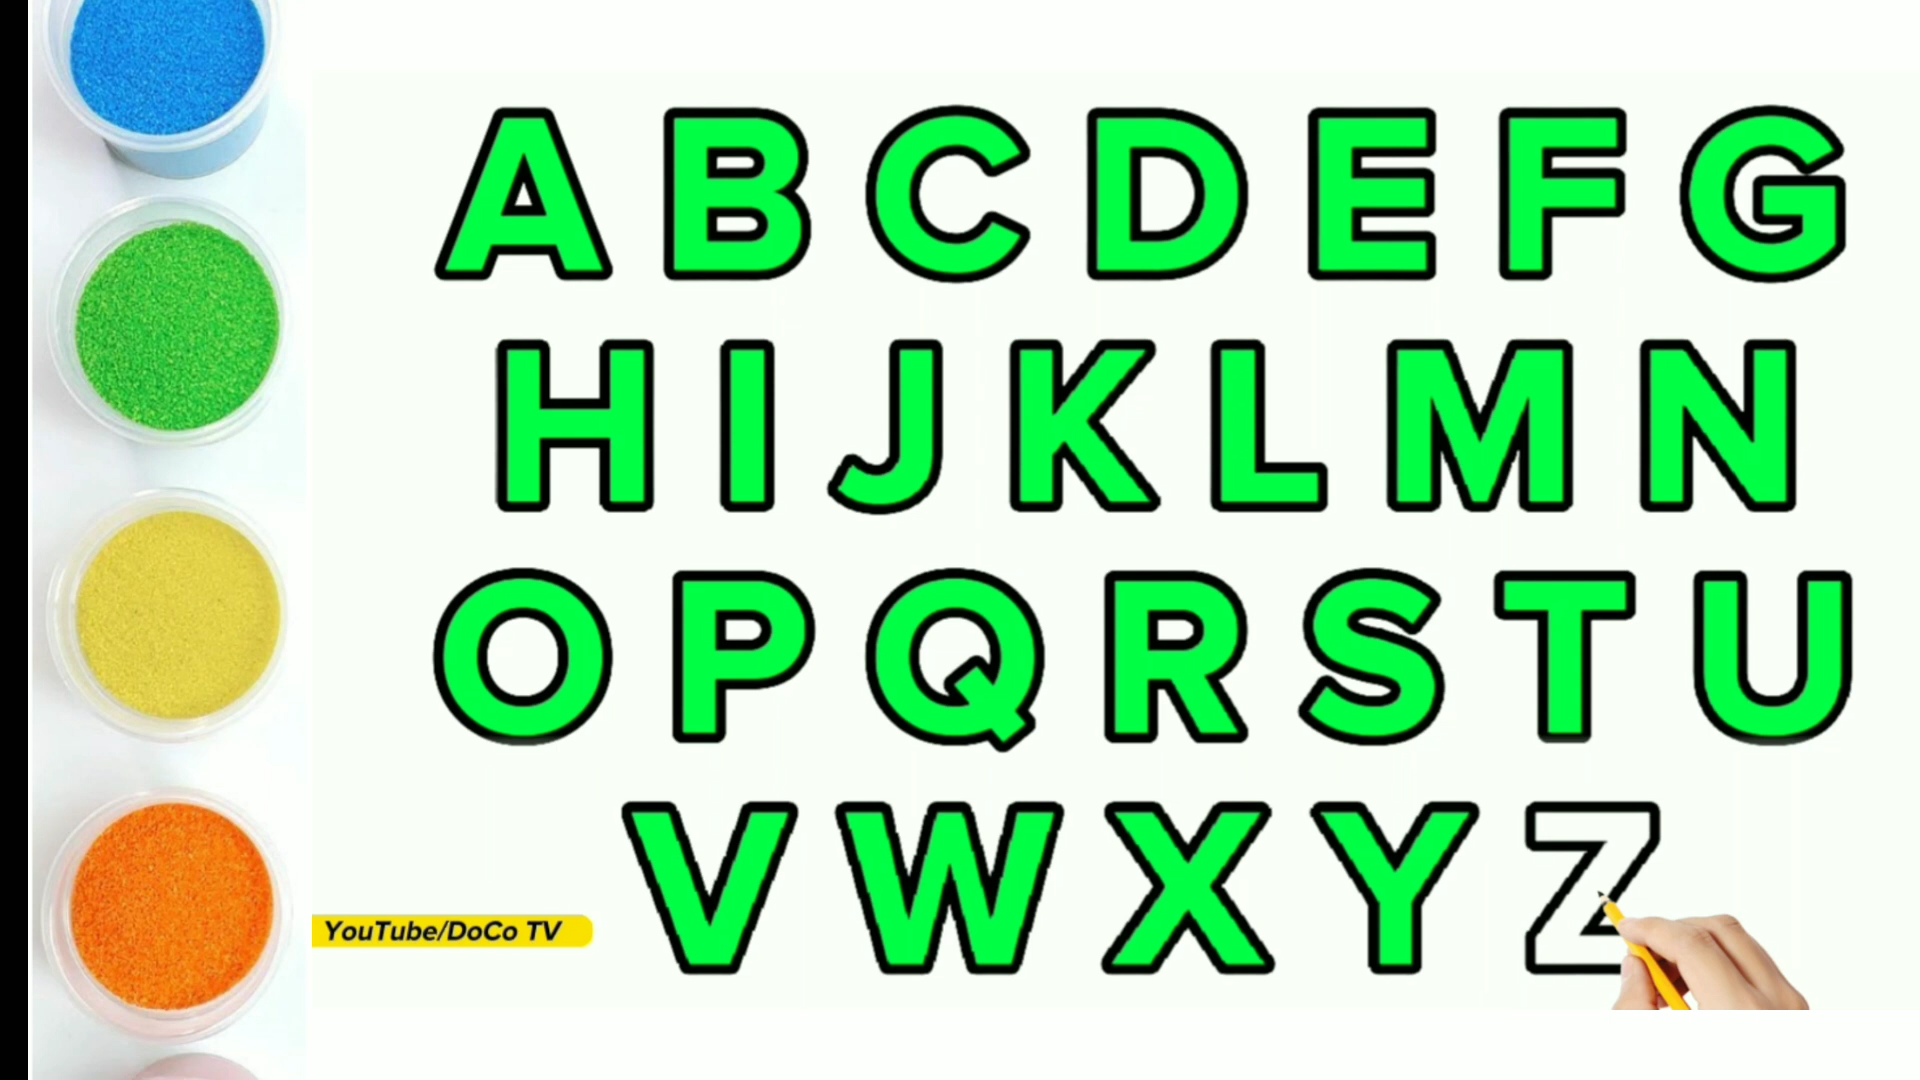 A B C D E F G
H I J K L M N
O P Q R S T U
V W X Y Z
YouTube/DoCo TV